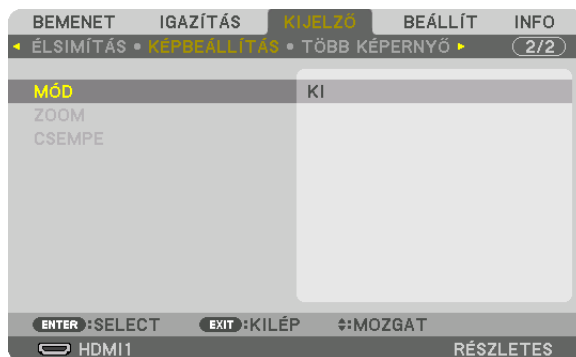 BEMENET IGAZÍTÁS KIJELZŐ BEÁLLÍT INFO
ÉLSIMÍTÁS • KÉPBEÁLLÍTÁS • TÖBB KÉPERNYŐ 2/2
MÓD KI
ZOOM
CSEMPE
ENTER:SELECT EXIT:KILÉP :MOZGAT
HDMI1 RÉSZLETES